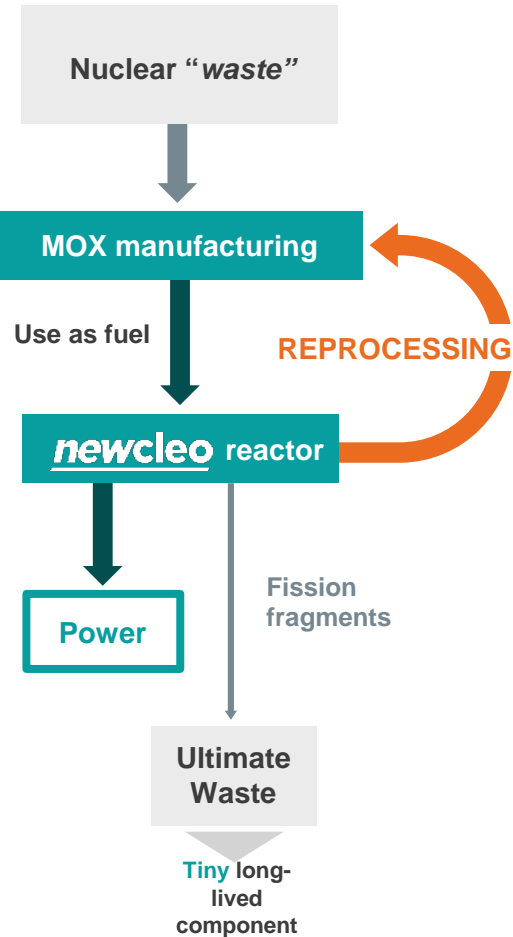 Nuclear “waste”
MOX manufacturing
Use as fuel
REPROCESSING
newcleo reactor
Fission
fragments
Power
Ultimate
Waste
Tiny long-
lived
component